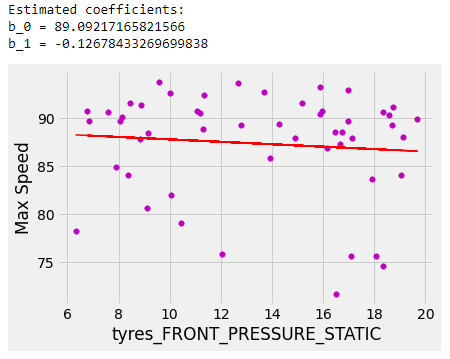 Estimated coefficients:
b_0 = 89.09217165821566
b_1 = -0.12678433269699838
90
85
80
75
Max Speed
6 8 10 12 14 16 18 20
tyres_FRONT_PRESSURE_STATIC